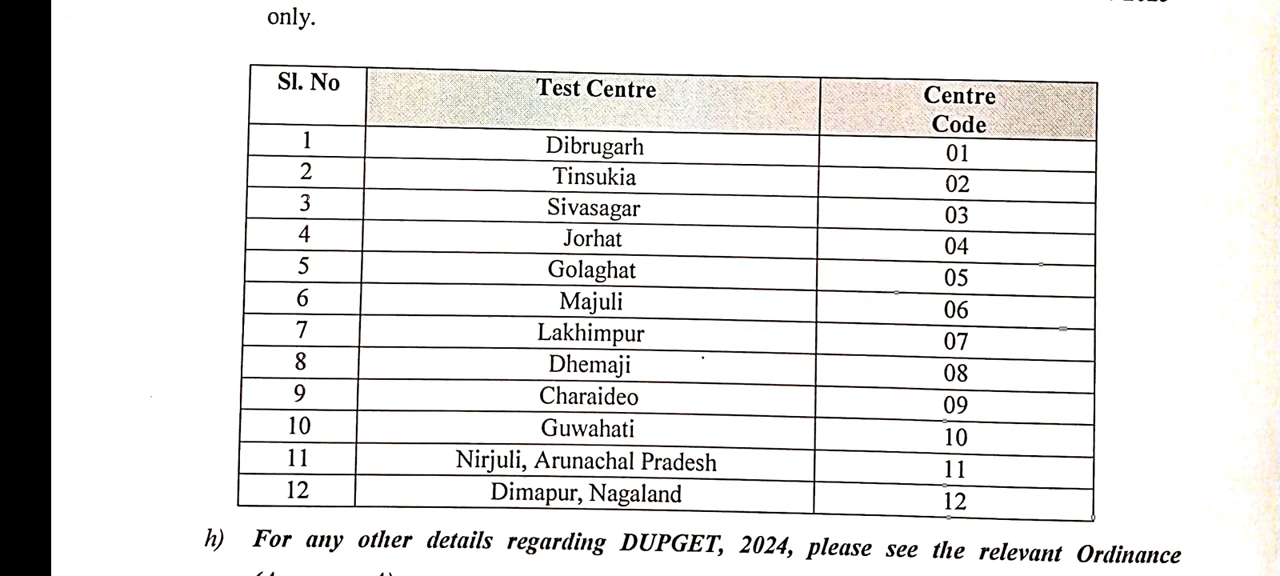 only.
Sl. No Test Centre Centre Code
1 Dibrugarh 01
2 Tinsukia 02
3 Sivasagar 03
4 Jorhat 04
5 Golaghat 05
6 Majuli 06
7 Lakhimpur 07
8 Dhemaji 08
9 Charaideo 09
10 Guwahati 10
11 Nirjuli, Arunachal Pradesh 11
12 Dimapur, Nagaland 12
h) For any other details regarding DUPGET, 2024, please see the relevant Ordinance